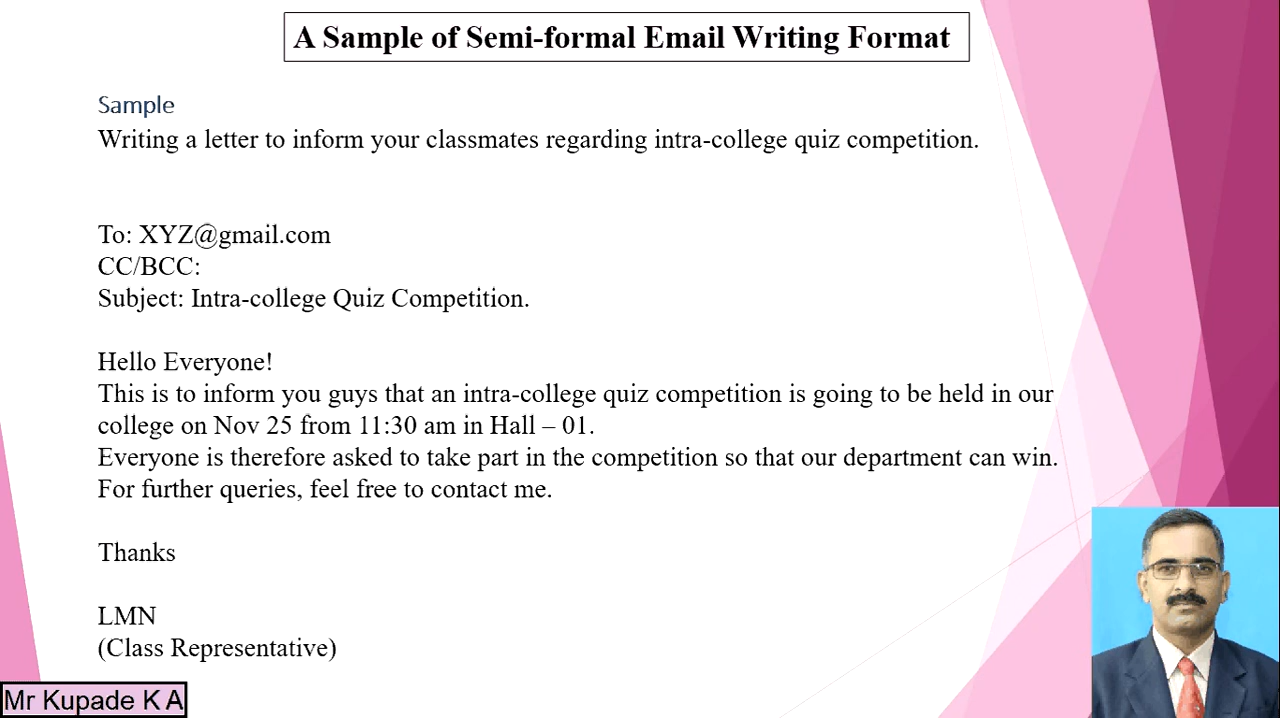 A Sample of Semi-formal Email Writing Format
Sample
Writing a letter to inform your classmates regarding intra-college quiz competition.
To: XYZ@gmail.com
CC/BCC:
Subject: Intra-college Quiz Competition.
Hello Everyone!
This is to inform you guys that an intra-college quiz competition is going to be held in our
college on Nov 25 from 11:30 am in Hall – 01.
Everyone is therefore asked to take part in the competition so that our department can win.
For further queries, feel free to contact me.
Thanks
LMN
(Class Representative)
Mr Kupade K A